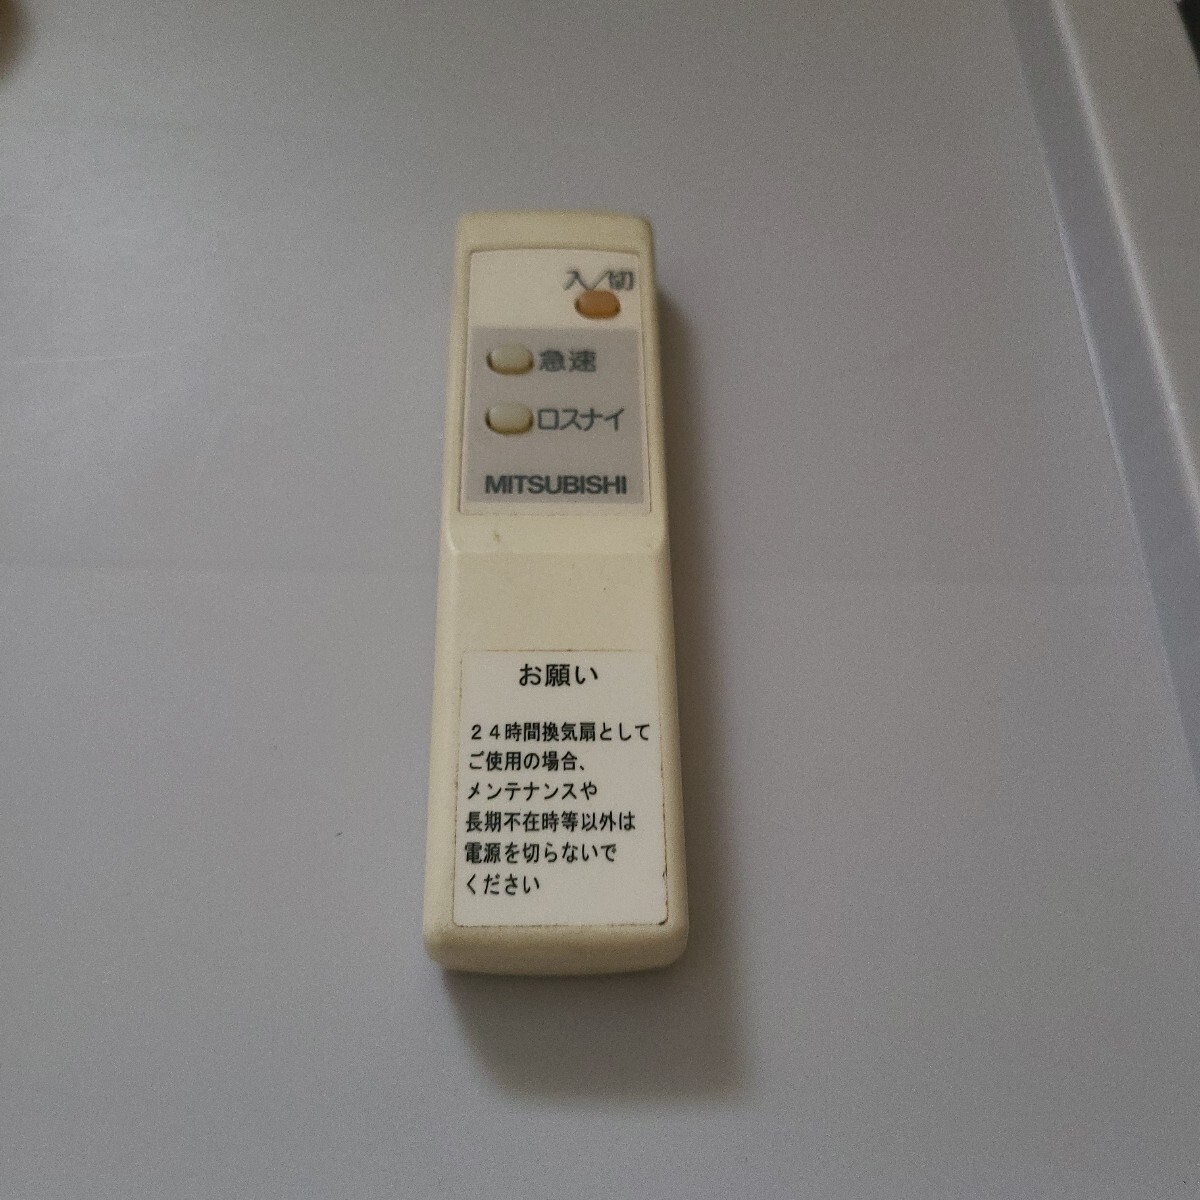 入／切
急速
ロスナイ
MITSUBISHI
お願い
２４時間換気扇として
ご使用の場合、
メンテナンスや
長期不在時等以外は
電源を切らないで
ください